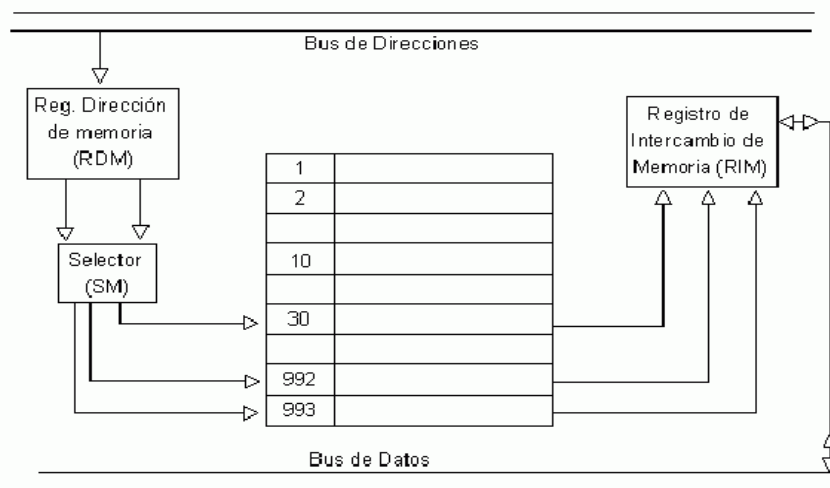 Bus de Direcciones
Reg. Dirección
de memoria
(RDM)
Selector
(SM)
1
2
10
30
992
993
Registro de
Intercambio de
Memoria (RIM)
Bus de Datos